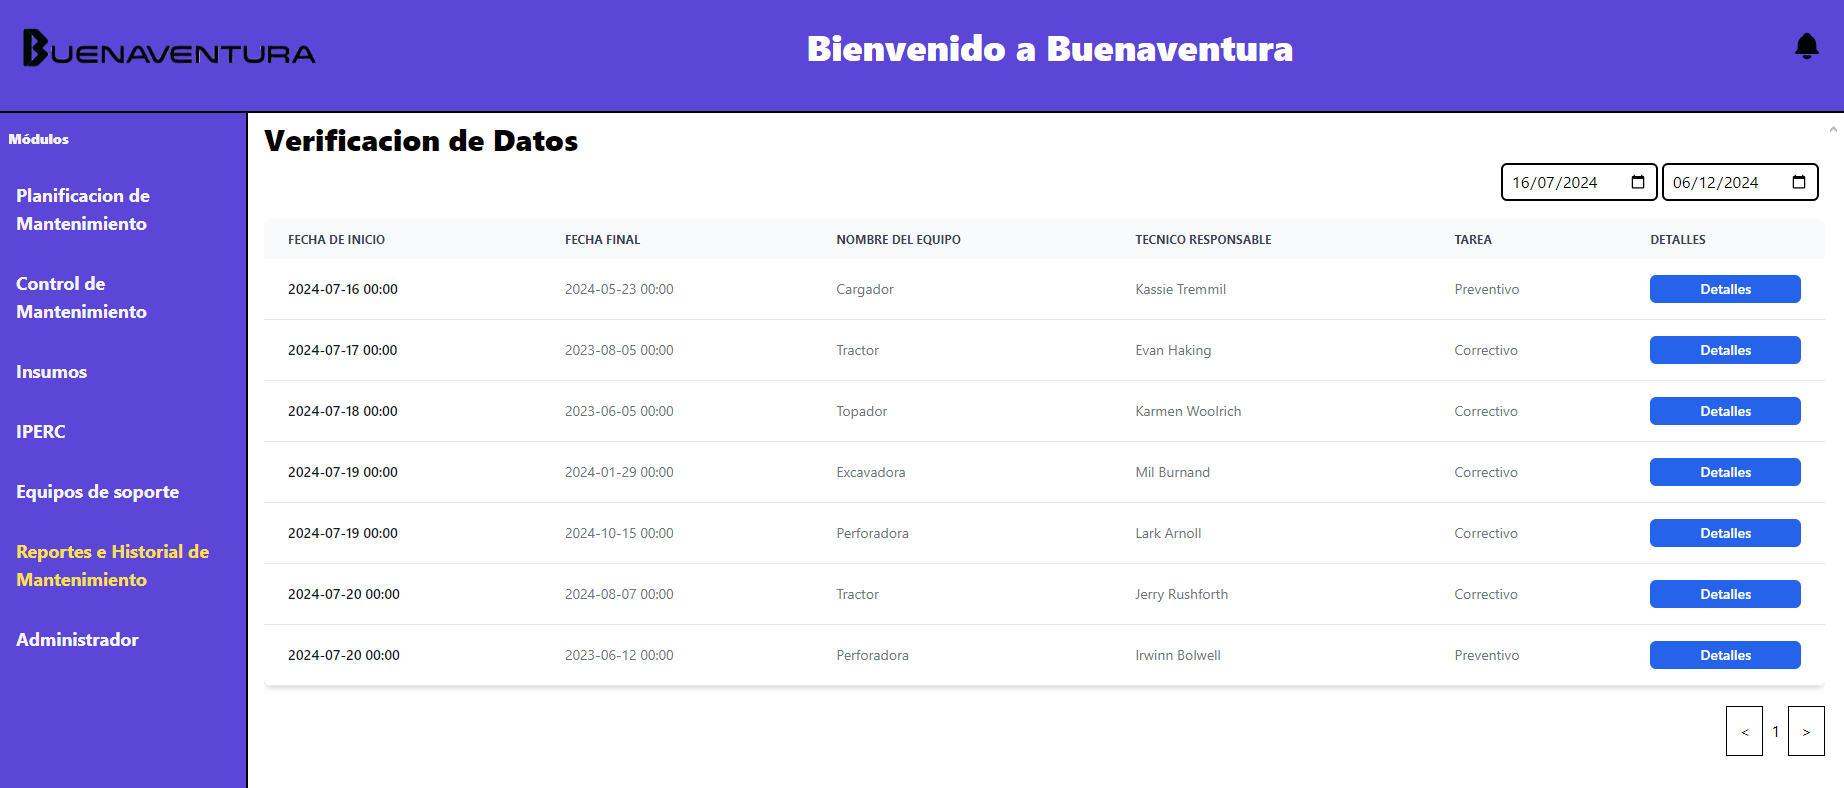 BUENAVENTURA
Bienvenido a Buenaventura
Módulos
Planificacion de
Mantenimiento
Control de
Mantenimiento
Insumos
IPERC
Equipos de soporte
Reportes e Historial de
Mantenimiento
Administrador
Verificacion de Datos
16/07/2024 06/12/2024
FECHA DE INICIO FECHA FINAL NOMBRE DEL EQUIPO TECNICO RESPONSABLE TAREA DETALLES
2024-07-16 00:00 2024-05-23 00:00 Cargador Kassie Tremmil Preventivo Detalles
2024-07-17 00:00 2023-08-05 00:00 Tractor Evan Haking Correctivo Detalles
2024-07-18 00:00 2023-06-05 00:00 Topador Karmen Woolrich Correctivo Detalles
2024-07-19 00:00 2024-01-29 00:00 Excavadora Mil Burnand Correctivo Detalles
2024-07-19 00:00 2024-10-15 00:00 Perforadora Lark Arnoll Correctivo Detalles
2024-07-20 00:00 2024-08-07 00:00 Tractor Jerry Rushforth Correctivo Detalles
2024-07-20 00:00 2023-06-12 00:00 Perforadora Irwinn Bolwell Preventivo Detalles
< 1 >